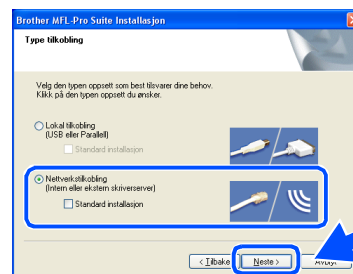 Brother MFL-Pro Suite Installasjon
Type tilkobling
Velg den typen oppsett som best tilsvarer dine behov.
Klikk på den typen oppsett du ønsker.
Lokal tilkobling
(USB eller Parallell)
Standard installasjon
Nettverkstilkobling
(Intern eller ekstern skriverserver)
Standard installasjon
< Tilbake Neste > Avbryt